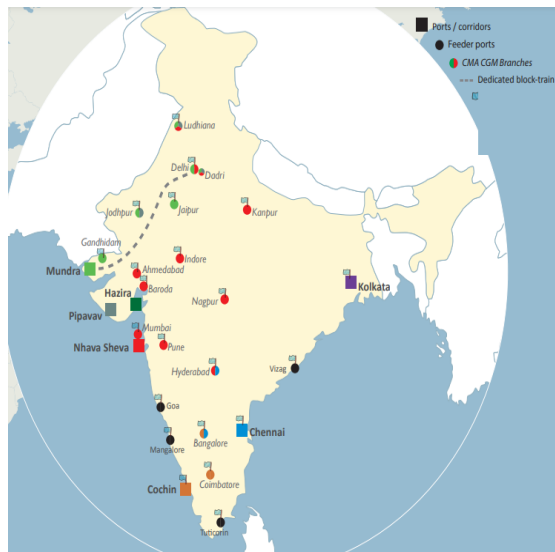 Ports / corridors
Feeder ports
CMA CGM Branches
Dedicated block-train
Ludhiana
Delhi
Dadri
Jodhpur
Jaipur
Kanpur
Gandhidam
Mundra
Indore
Ahmedabad
Baroda
Kolkata
Hazira
Nagpur
Pipavav
Mumbai
Nhava Sheva
Pune
Hyderabad
Vizag
Goa
Chennai
Bangalore
Mangalore
Coimbatore
Cochin
Tuticorin